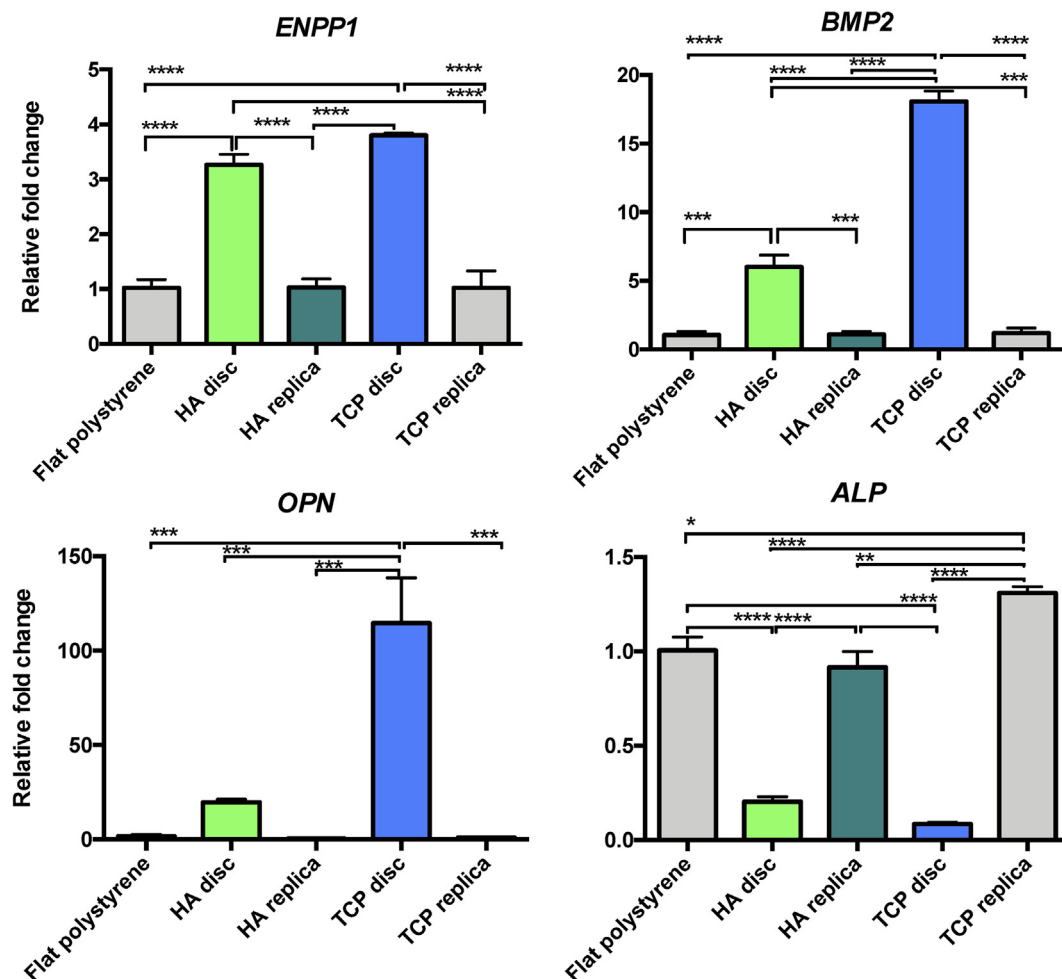 ENPP1
Relative fold change
5
4
3
2
1
0
**** ****
****
**** **** ****
Flat polystyrene
HA disc
HA replica
TCP disc
TCP replica
BMP2
20
15
10
5
0
**** ****
****
**** ***
*** ***
Flat polystyrene
HA disc
HA replica
TCP disc
TCP replica
OPN
Relative fold change
150
100
50
0
*** ***
***
***
Flat polystyrene
HA disc
HA replica
TCP disc
TCP replica
ALP
1.5
1.0
0.5
0.0
*
****
**
****
****
**** ****
Flat polystyrene
HA disc
HA replica
TCP disc
TCP replica